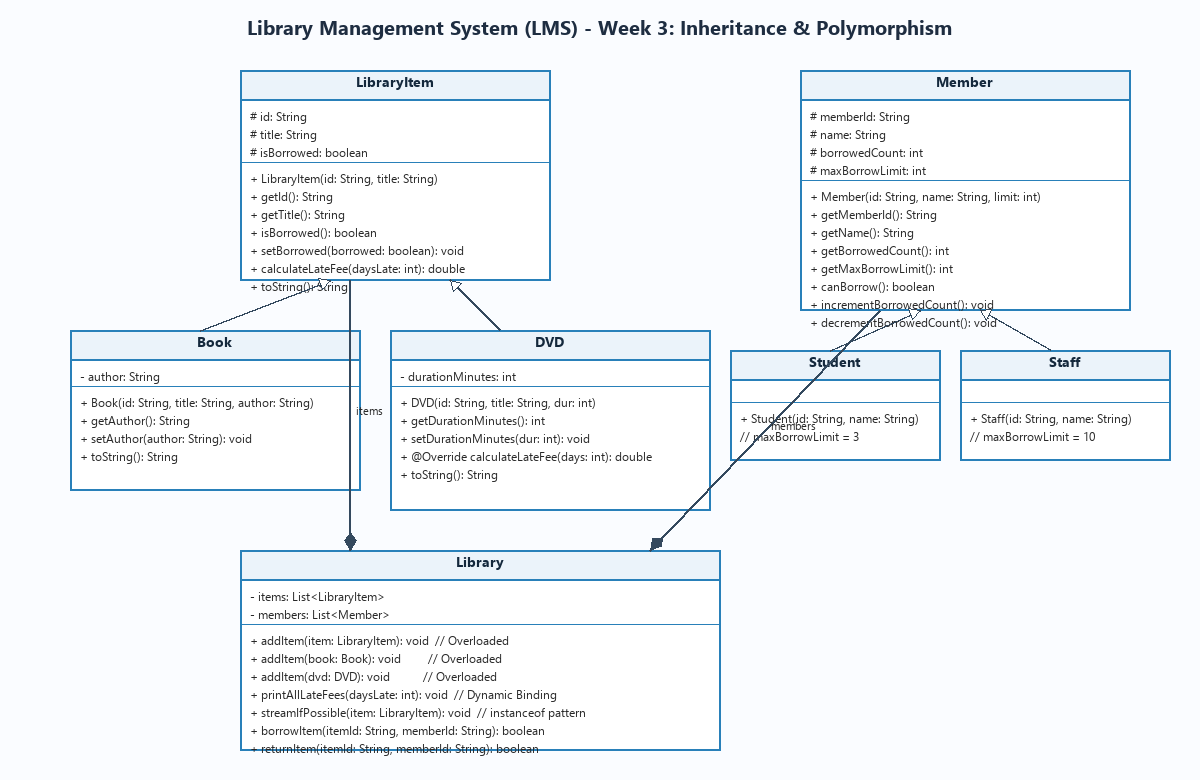 Library Management System (LMS) - Week 3: Inheritance & Polymorphism
LibraryItem
# id: String
# title: String
# isBorrowed: boolean
+ LibraryItem(id: String, title: String)
+ getId(): String
+ getTitle(): String
+ isBorrowed(): boolean
+ setBorrowed(borrowed: boolean): void
+ calculateLateFee(daysLate: int): double
+ toString(): String
Member
# memberId: String
# name: String
# borrowedCount: int
# maxBorrowLimit: int
+ Member(id: String, name: String, limit: int)
+ getMemberId(): String
+ getName(): String
+ getBorrowedCount(): int
+ getMaxBorrowLimit(): int
+ canBorrow(): boolean
+ incrementBorrowedCount(): void
+ decrementBorrowedCount(): void
Book
- author: String
+ Book(id: String, title: String, author: String)
+ getAuthor(): String
+ setAuthor(author: String): void
+ toString(): String
items
DVD
- durationMinutes: int
+ DVD(id: String, title: String, dur: int)
+ getDurationMinutes(): int
+ setDurationMinutes(dur: int): void
+ @Override calculateLateFee(days: int): double
+ toString(): String
Student
+ Student(id: String, name: String)
members
// maxBorrowLimit = 3
Staff
+ Staff(id: String, name: String)
// maxBorrowLimit = 10
Library
- items: List<LibraryItem>
- members: List<Member>
+ addItem(item: LibraryItem): void // Overloaded
+ addItem(book: Book): void // Overloaded
+ addItem(dvd: DVD): void // Overloaded
+ printAllLateFees(daysLate: int): void // Dynamic Binding
+ streamIfPossible(item: LibraryItem): void // instanceof pattern
+ borrowItem(itemId: String, memberId: String): boolean
+ returnItem(itemId: String, memberId: String): boolean